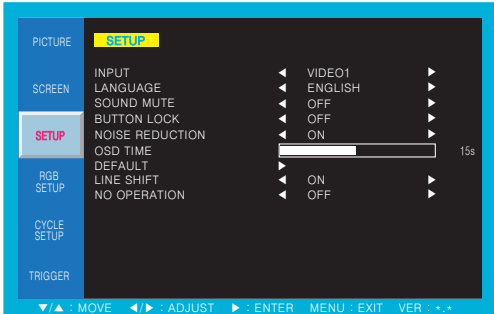 PICTURE
SCREEN
SETUP
RGB
SETUP
CYCLE
SETUP
TRIGGER
SETUP
INPUT ◀ VIDEO1 ▶
LANGUAGE ◀ ENGLISH ▶
SOUND MUTE ◀ OFF ▶
BUTTON LOCK ◀ OFF ▶
NOISE REDUCTION ◀ ON ▶
OSD TIME 15s
DEFAULT ▶
LINE SHIFT ◀ ON ▶
NO OPERATION ◀ OFF ▶
▼/▲ : MOVE ◀/▶ : ADJUST ▶ : ENTER MENU : EXIT VER : *.*